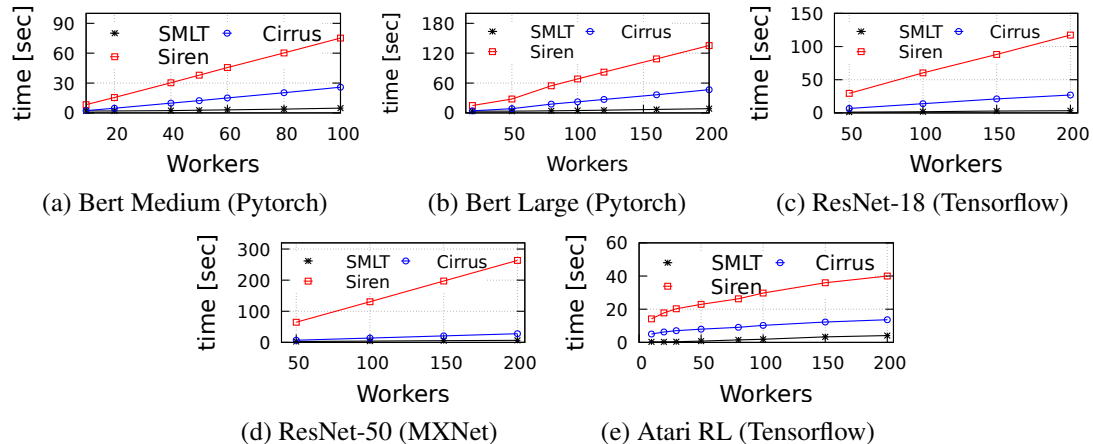 time [sec]
90
60
30
0
SMLT
Cirrus
Siren
20 40 60 80 100
Workers
(a) Bert Medium (Pytorch)
time [sec]
180
120
60
0
SMLT
Cirrus
Siren
50 100 150 200
Workers
(b) Bert Large (Pytorch)
time [sec]
150
100
50
0
SMLT
Cirrus
Siren
50 100 150 200
Workers
(c) ResNet-18 (Tensorflow)
time [sec]
300
200
100
0
SMLT
Cirrus
Siren
50 100 150 200
Workers
(d) ResNet-50 (MXNet)
time [sec]
60
40
20
0
SMLT
Cirrus
Siren
0 50 100 150 200
Workers
(e) Atari RL (Tensorflow)